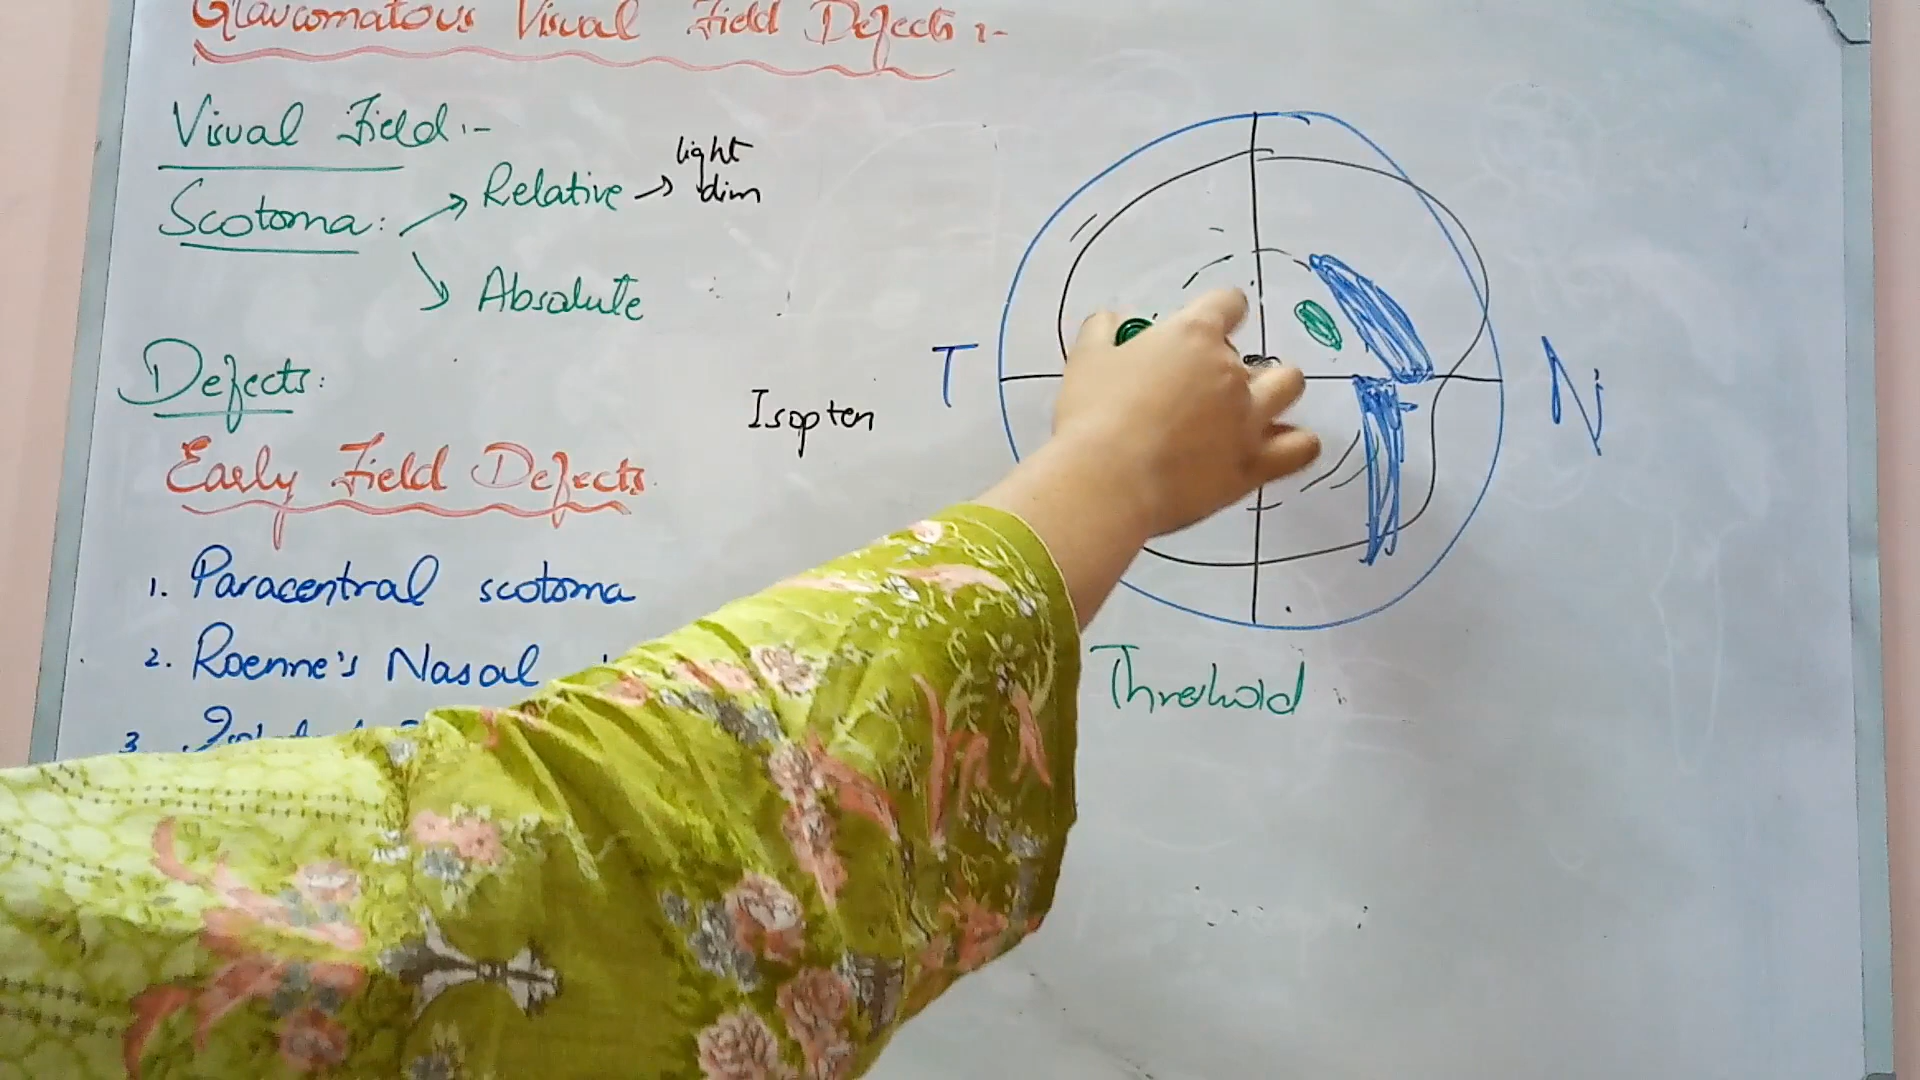 Glaucomatous Visual Field Defects :-
Visual Field :-
Scotoma :
Relative → light
dim
Absolute
Defects :
Early Field Defects
1. Paracentral scotoma
2. Roenne's Nasal
3.
T
N
Isopter
Threshold